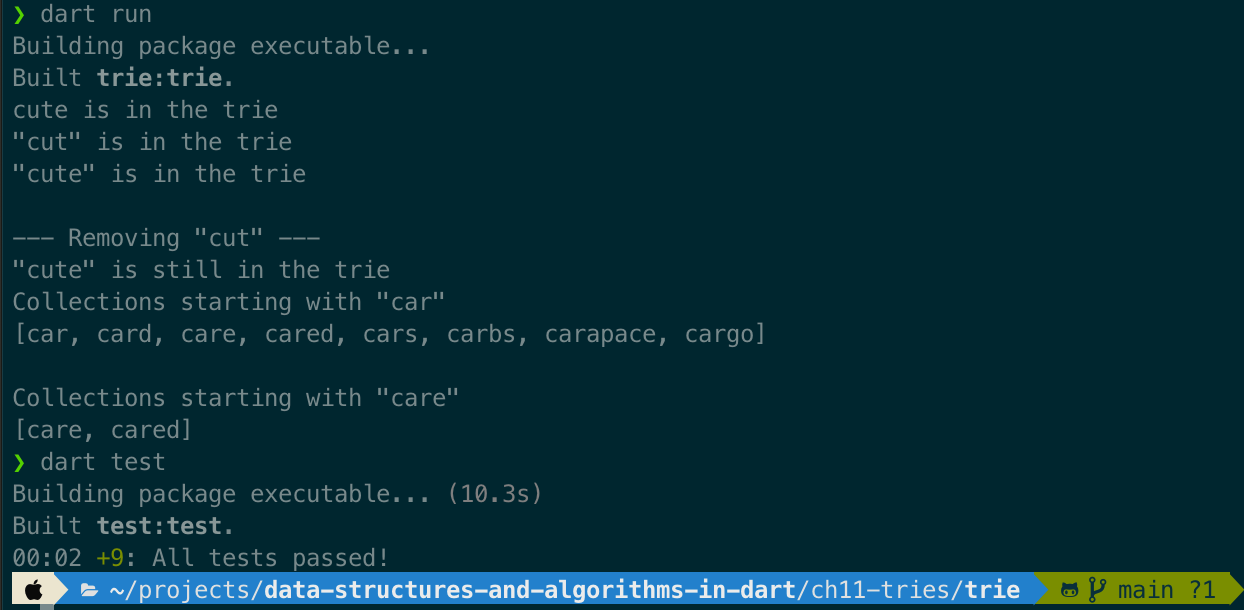 ❯ dart run
Building package executable...
Built trie:trie.
cute is in the trie
"cut" is in the trie
"cute" is in the trie
--- Removing "cut" ---
"cute" is still in the trie
Collections starting with "car"
[car, card, care, cared, cars, carbs, carapace, cargo]
Collections starting with "care"
[care, cared]
❯ dart test
Building package executable... (10.3s)
Built test:test.
00:02 +9: All tests passed!
~/projects/data-structures-and-algorithms-in-dart/ch11-tries/trie main ?1